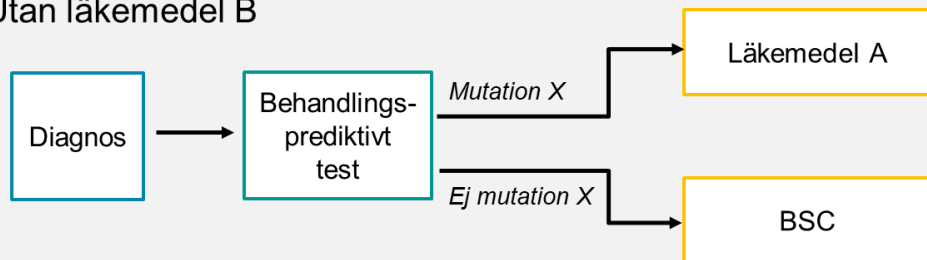 Utan läkemedel B
Diagnos
Behandlings-
prediktivt
test
Mutation X
Ej mutation X
Läkemedel A
BSC